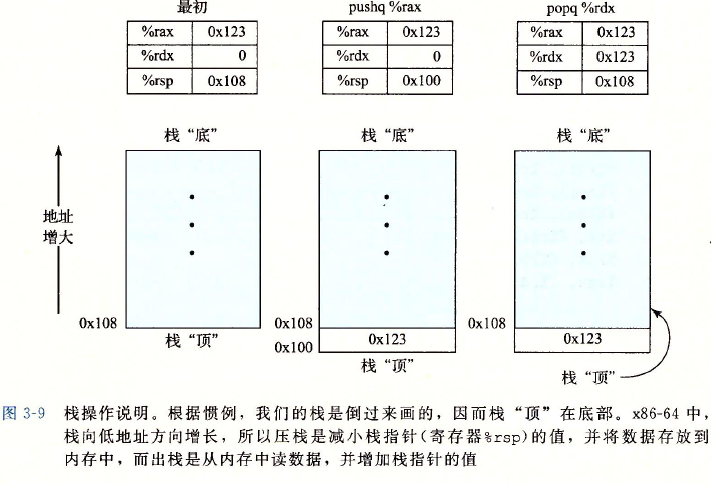 最初 pushq %rax popq %rdx
%rax 0x123 %rax 0x123 %rax 0x123
%rdx 0 %rdx 0 %rdx 0x123
%rsp 0x108 %rsp 0x100 %rsp 0x108
栈“底” 栈“底” 栈“底”
地址
增大
0x108 0x108 0x108
栈“顶” 0x100 0x123 0x123
栈“顶” 栈“顶”
图 3-9 栈操作说明。根据惯例，我们的栈是倒过来画的，因而栈“顶”在底部。x86-64 中，
栈向低地址方向增长，所以压栈是减小栈指针(寄存器%rsp)的值，并将数据存放到
内存中，而出栈是从内存中读数据，并增加栈指针的值